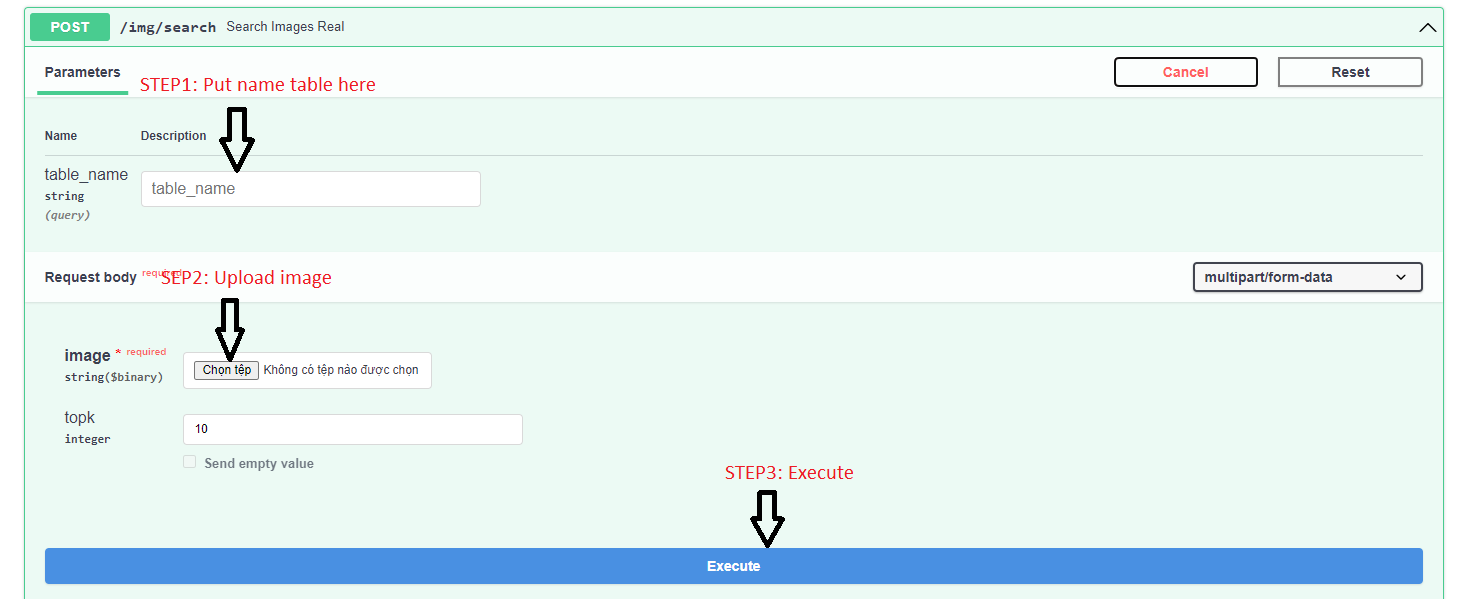 POST /img/search Search Images Real
Parameters STEP1: Put name table here Cancel Reset
Name Description
table_name table_name
string
(query)
Request body required SEP2: Upload image multipart/form-data
image * required
string($binary) Chọn tệp Không có tệp nào được chọn
topk
integer 10
Send empty value
STEP3: Execute
Execute